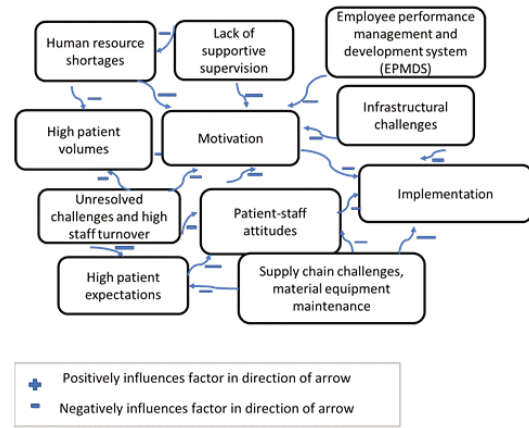 Human resource
shortages
Lack of
supportive
supervision
Employee performance
management and
development system
(EPMDS)
High patient
volumes
Motivation
Infrastructural
challenges
Unresolved
challenges and high
staff turnover
Patient-staff
attitudes
Implementation
High patient
expectations
Supply chain challenges,
material equipment
maintenance
+ Positively influences factor in direction of arrow
- Negatively influences factor in direction of arrow